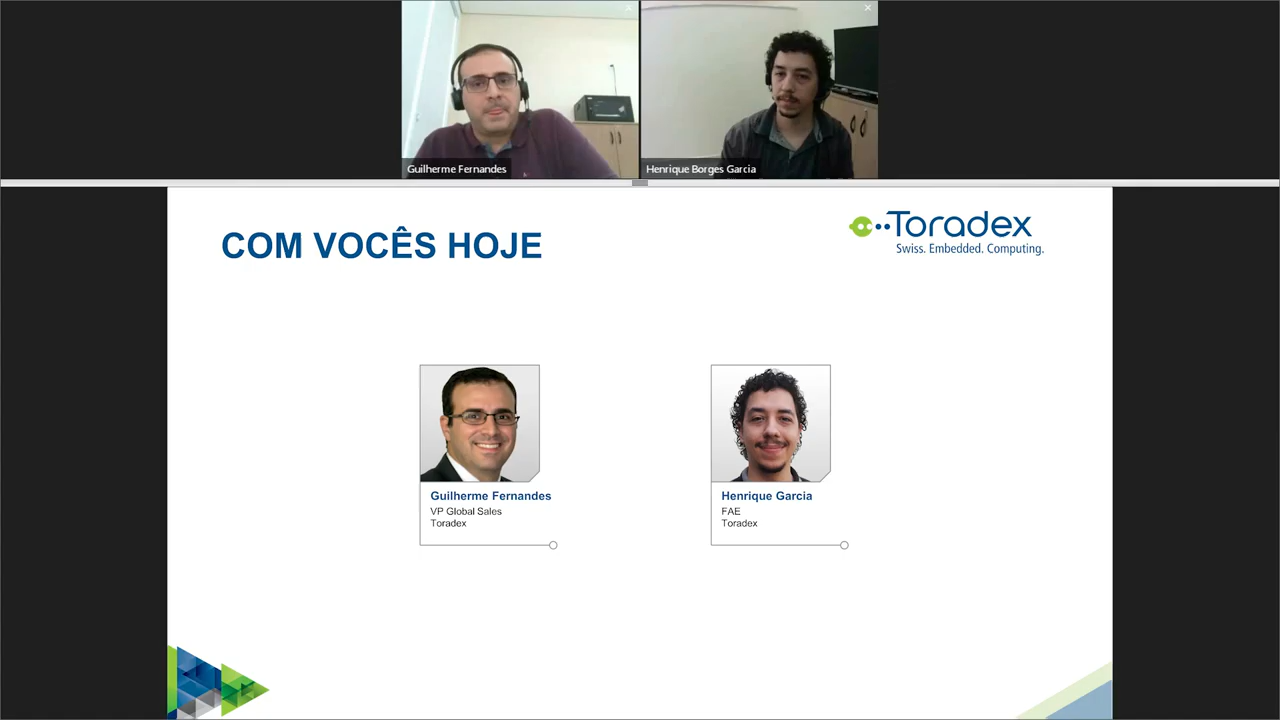 Guilherme Fernandes
Henrique Borges Garcia
COM VOCÊS HOJE
Toradex
Swiss. Embedded. Computing.
Guilherme Fernandes
VP Global Sales
Toradex
Henrique Garcia
FAE
Toradex